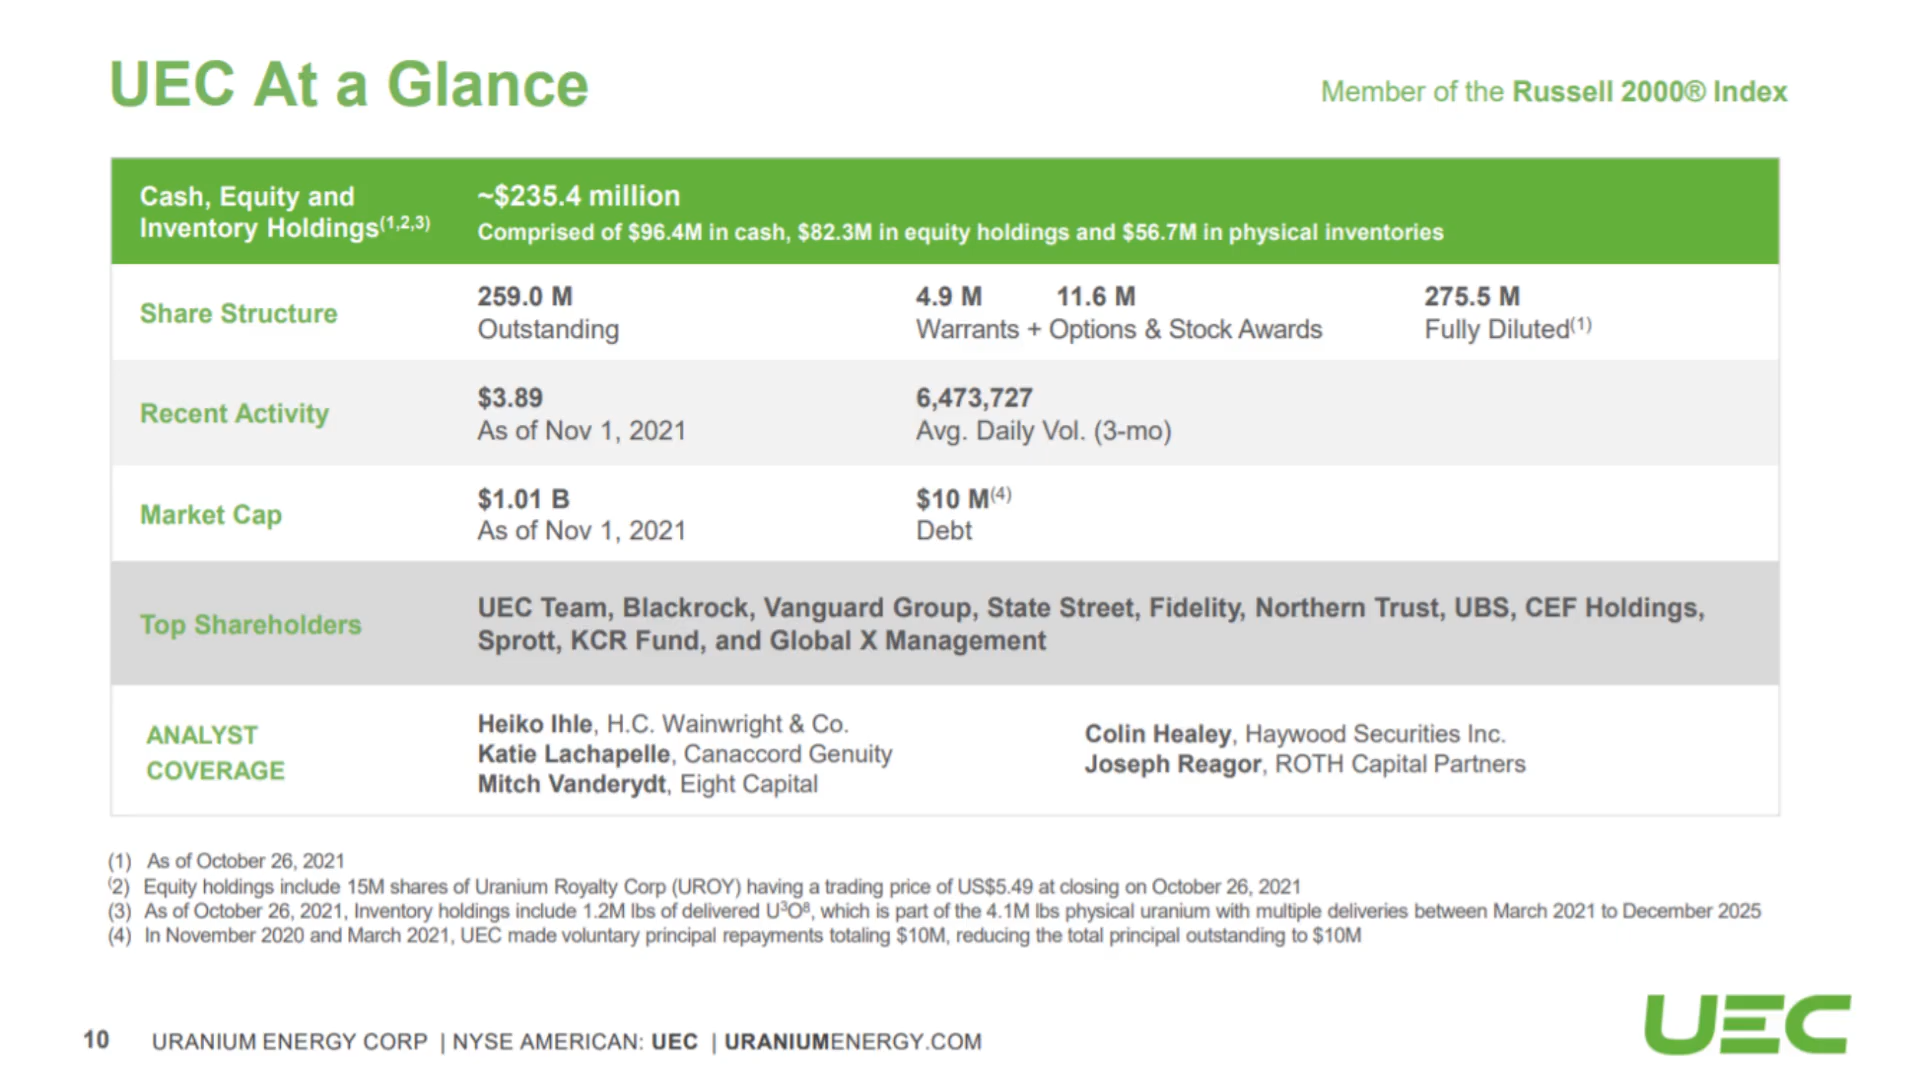 UEC At a Glance
Member of the Russell 2000® Index
Cash, Equity and
Inventory Holdings(1,2,3)
~$235.4 million
Comprised of $96.4M in cash, $82.3M in equity holdings and $56.7M in physical inventories
Share Structure
259.0 M
Outstanding
4.9 M 11.6 M
Warrants + Options & Stock Awards
275.5 M
Fully Diluted(1)
Recent Activity
$3.89
As of Nov 1, 2021
6,473,727
Avg. Daily Vol. (3-mo)
Market Cap
$1.01 B
As of Nov 1, 2021
$10 M(4)
Debt
Top Shareholders
UEC Team, Blackrock, Vanguard Group, State Street, Fidelity, Northern Trust, UBS, CEF Holdings,
Sprott, KCR Fund, and Global X Management
ANALYST
COVERAGE
Heiko Ihle, H.C. Wainwright & Co.
Katie Lachapelle, Canaccord Genuity
Mitch Vanderydt, Eight Capital
Colin Healey, Haywood Securities Inc.
Joseph Reagor, ROTH Capital Partners
(1) As of October 26, 2021
(2) Equity holdings include 15M shares of Uranium Royalty Corp (UROY) having a trading price of US$5.49 at closing on October 26, 2021
(3) As of October 26, 2021, Inventory holdings include 1.2M lbs of delivered U³O⁸, which is part of the 4.1M lbs physical uranium with multiple deliveries between March 2021 to December 2025
(4) In November 2020 and March 2021, UEC made voluntary principal repayments totaling $10M, reducing the total principal outstanding to $10M
10 URANIUM ENERGY CORP | NYSE AMERICAN: UEC | URANIUMENERGY.COM
UEC